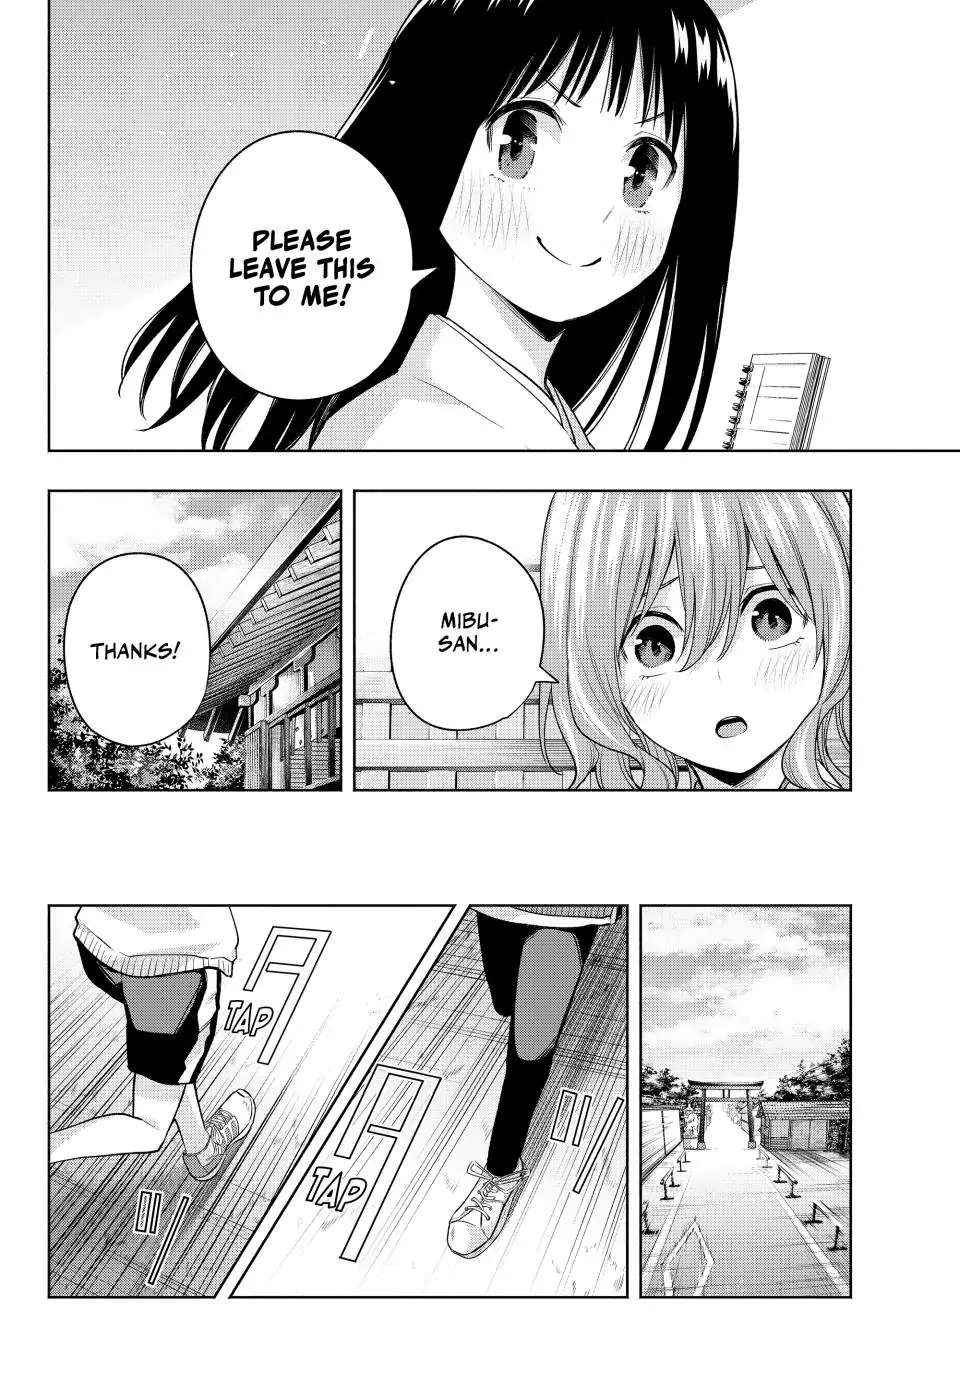 PLEASE
LEAVE THIS
TO ME!
MIBU-
SAN...
THANKS!
TAP
TAP